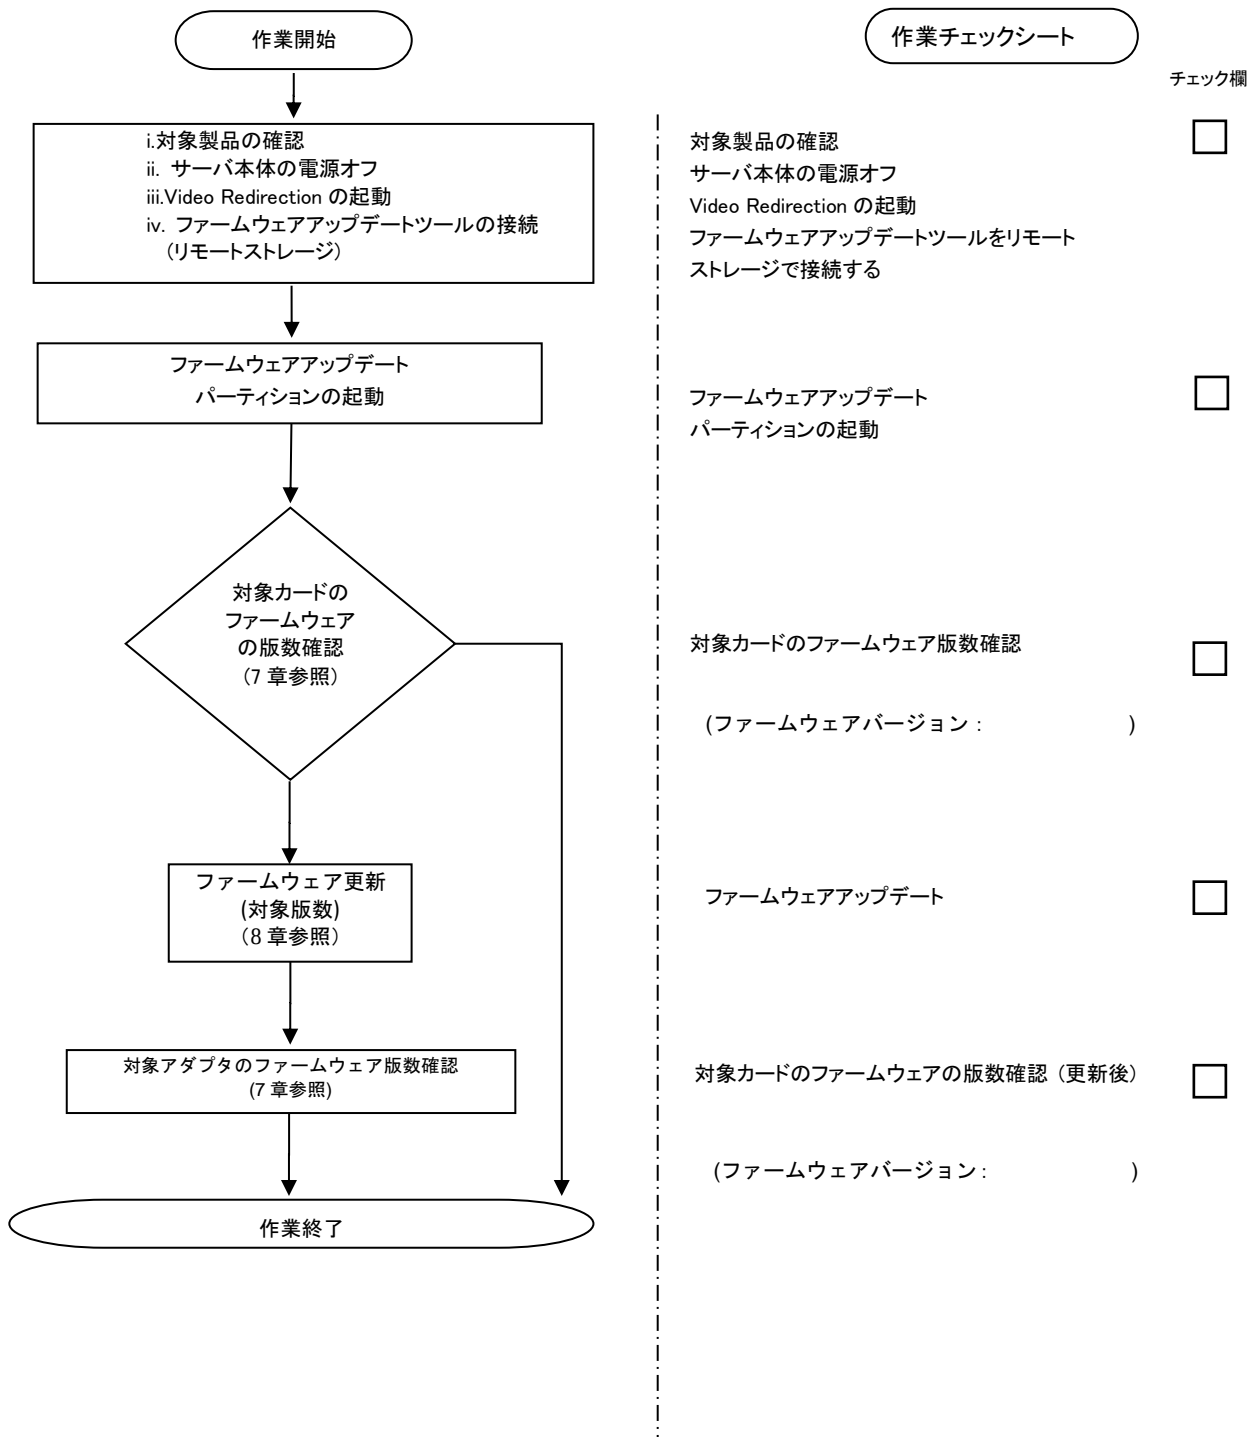 作業開始
i.対象製品の確認
ii. サーバ本体の電源オフ
iii.Video Redirection の起動
iv. ファームウェアアップデートツールの接続
(リモートストレージ)
ファームウェアアップデート
パーティションの起動
対象カードの
ファームウェア
の版数確認
(7 章参照)
ファームウェア更新
(対象版数)
(8 章参照)
対象アダプタのファームウェア版数確認
(7 章参照)
作業終了
作業チェックシート
チェック欄
対象製品の確認
サーバ本体の電源オフ
Video Redirection の起動
ファームウェアアップデートツールをリモート
ストレージで接続する
ファームウェアアップデート
パーティションの起動
対象カードのファームウェア版数確認
(ファームウェアバージョン : )
ファームウェアアップデート
対象カードのファームウェアの版数確認 (更新後)
(ファームウェアバージョン : )